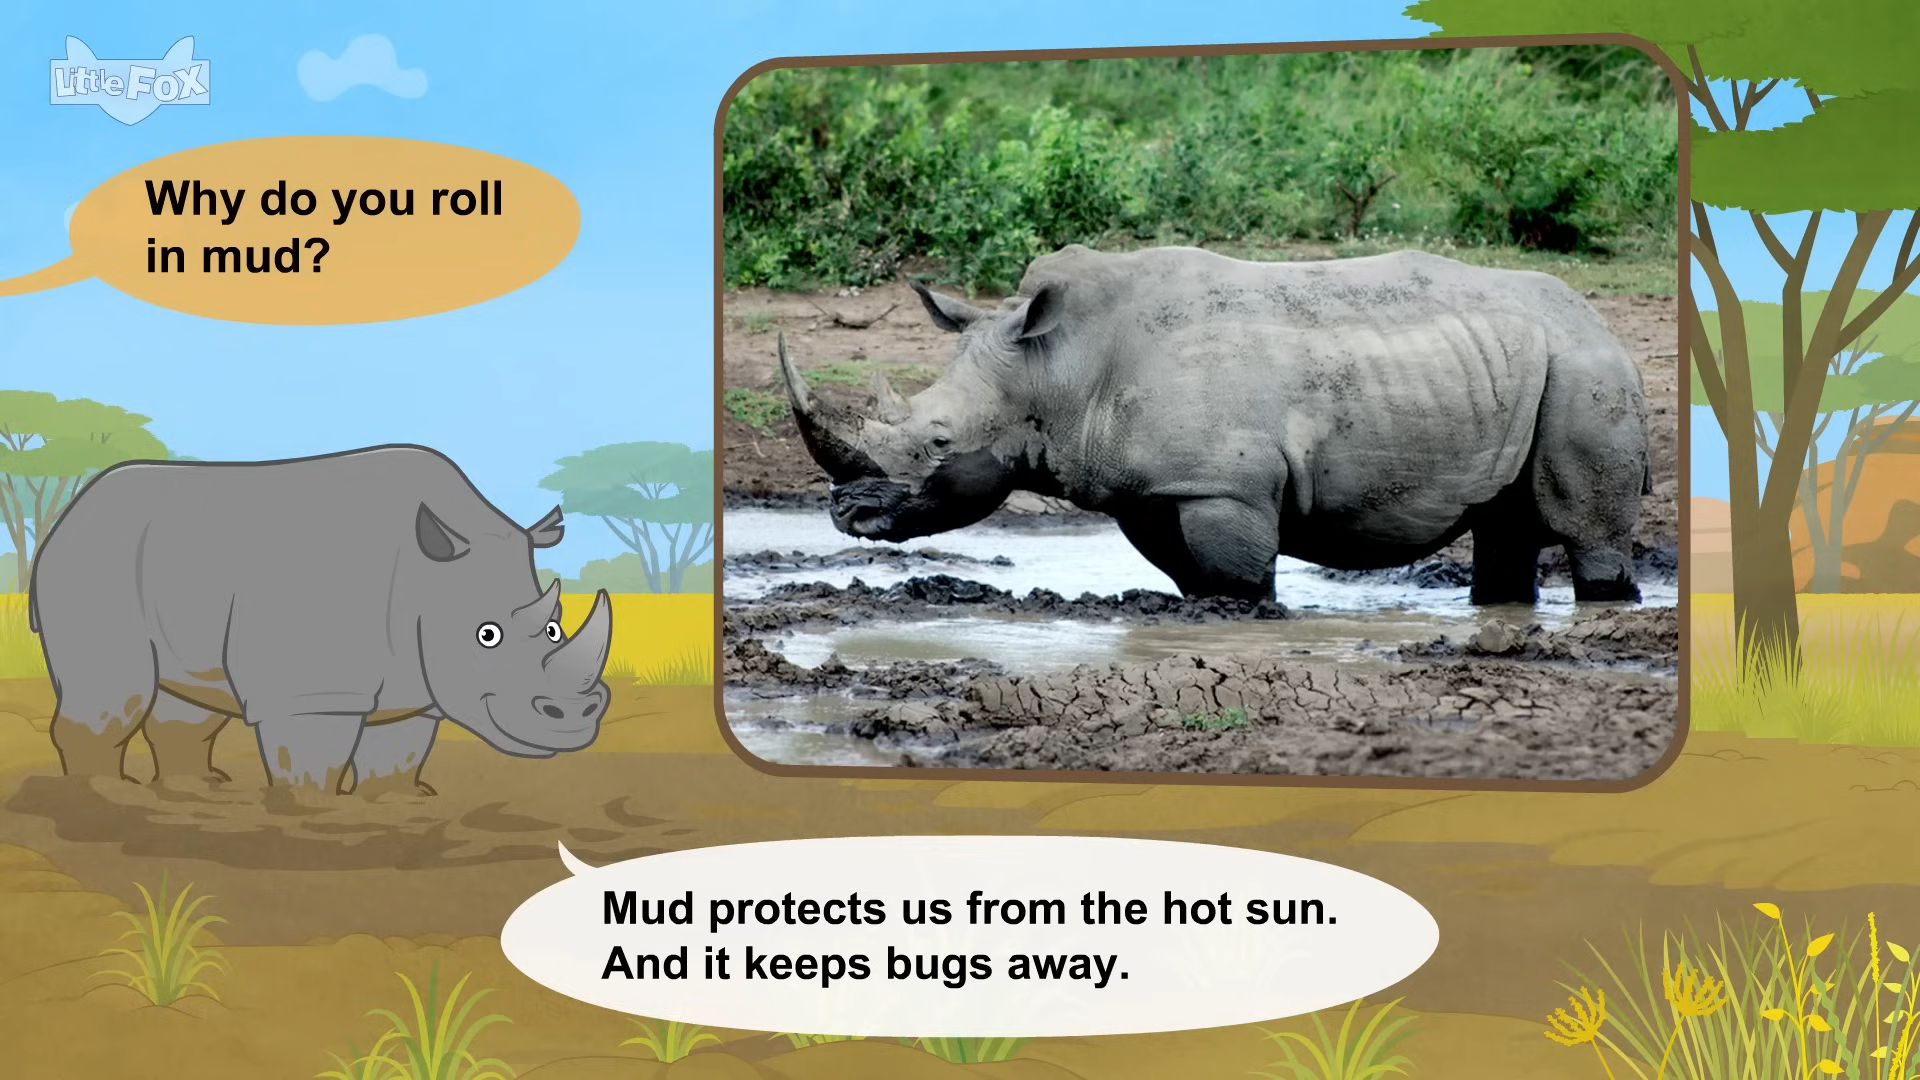 Little Fox
Why do you roll
in mud?
Mud protects us from the hot sun.
And it keeps bugs away.